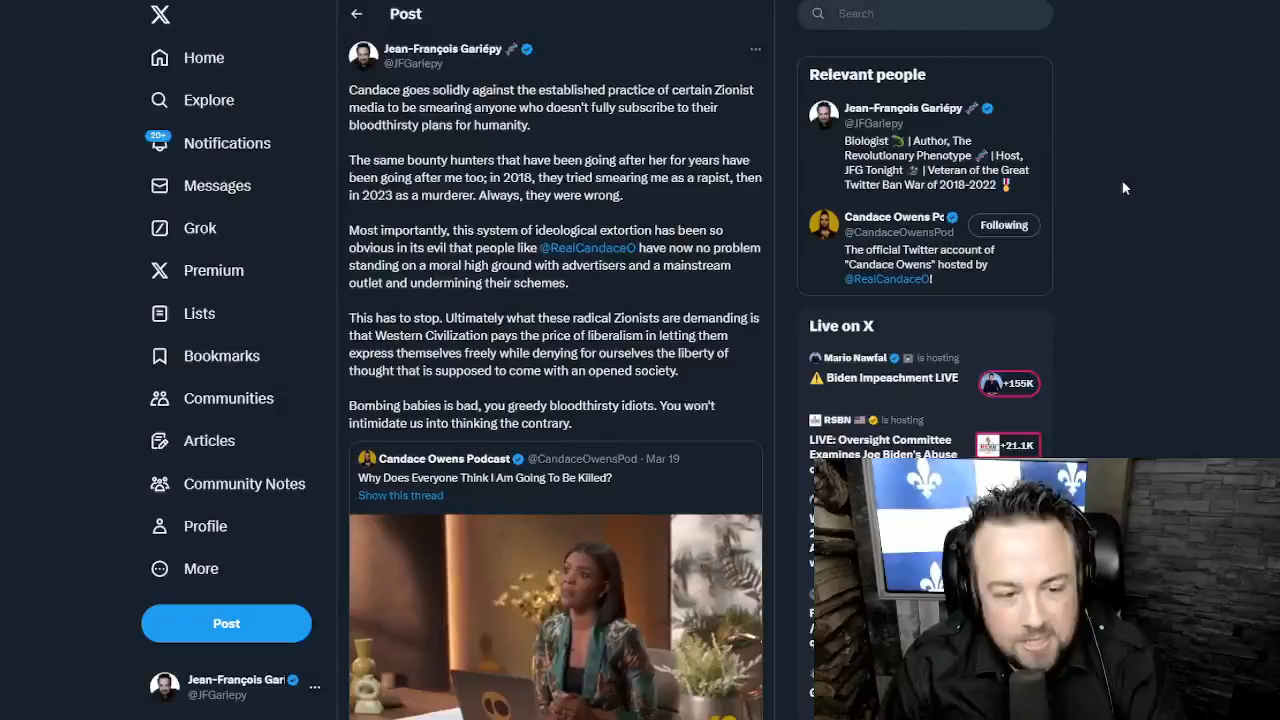 Home
Explore
20+
Notifications
Messages
Grok
Premium
Lists
Bookmarks
Communities
Articles
Community Notes
Profile
More
Post
Jean-François Gari
@JFGariepy
Post
Jean-François Gariépy
@JFGariepy
Candace goes solidly against the established practice of certain Zionist
media to be smearing anyone who doesn't fully subscribe to their
bloodthirsty plans for humanity.
The same bounty hunters that have been going after her for years have
been going after me too; in 2018, they tried smearing me as a rapist, then
in 2023 as a murderer. Always, they were wrong.
Most importantly, this system of ideological extortion has been so
obvious in its evil that people like @RealCandaceO have now no problem
standing on a moral high ground with advertisers and a mainstream
outlet and undermining their schemes.
This has to stop. Ultimately what these radical Zionists are demanding is
that Western Civilization pays the price of liberalism in letting them
express themselves freely while denying for ourselves the liberty of
thought that is supposed to come with an opened society.
Bombing babies is bad, you greedy bloodthirsty idiots. You won't
intimidate us into thinking the contrary.
Candace Owens Podcast @CandaceOwensPod · Mar 19
Why Does Everyone Think I Am Going To Be Killed?
Show this thread
Search
Relevant people
Jean-François Gariépy
@JFGariepy
Biologist | Author, The
Revolutionary Phenotype | Host,
JFG Tonight | Veteran of the Great
Twitter Ban War of 2018-2022
Candace Owens Pc
@CandaceOwensPod
Following
The official Twitter account of
"Candace Owens" hosted by
@RealCandaceO!
Live on X
Mario Nawfal is hosting
Biden Impeachment LIVE
+155K
RSBN is hosting
LIVE: Oversight Committee
Examines Joe Biden's Abuse
+21.1K